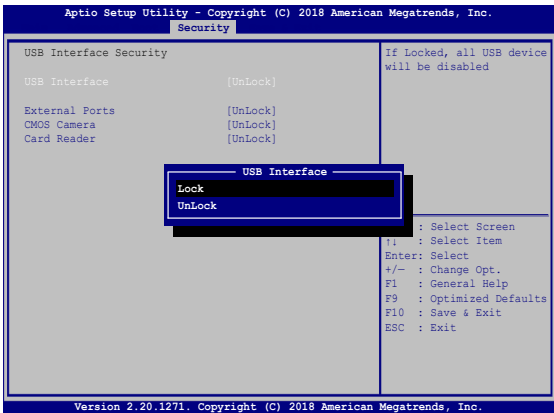 Aptio Setup Utility - Copyright (C) 2018 American Megatrends, Inc.
Security
USB Interface Security
USB Interface [UnLock]
External Ports [UnLock]
CMOS Camera [UnLock]
Card Reader [UnLock]
If Locked, all USB device
will be disabled
USB Interface
Lock
UnLock
: Select Screen
↑↓ : Select Item
Enter: Select
+/— : Change Opt.
F1 : General Help
F9 : Optimized Defaults
F10 : Save & Exit
ESC : Exit
Version 2.20.1271. Copyright (C) 2018 American Megatrends, Inc.